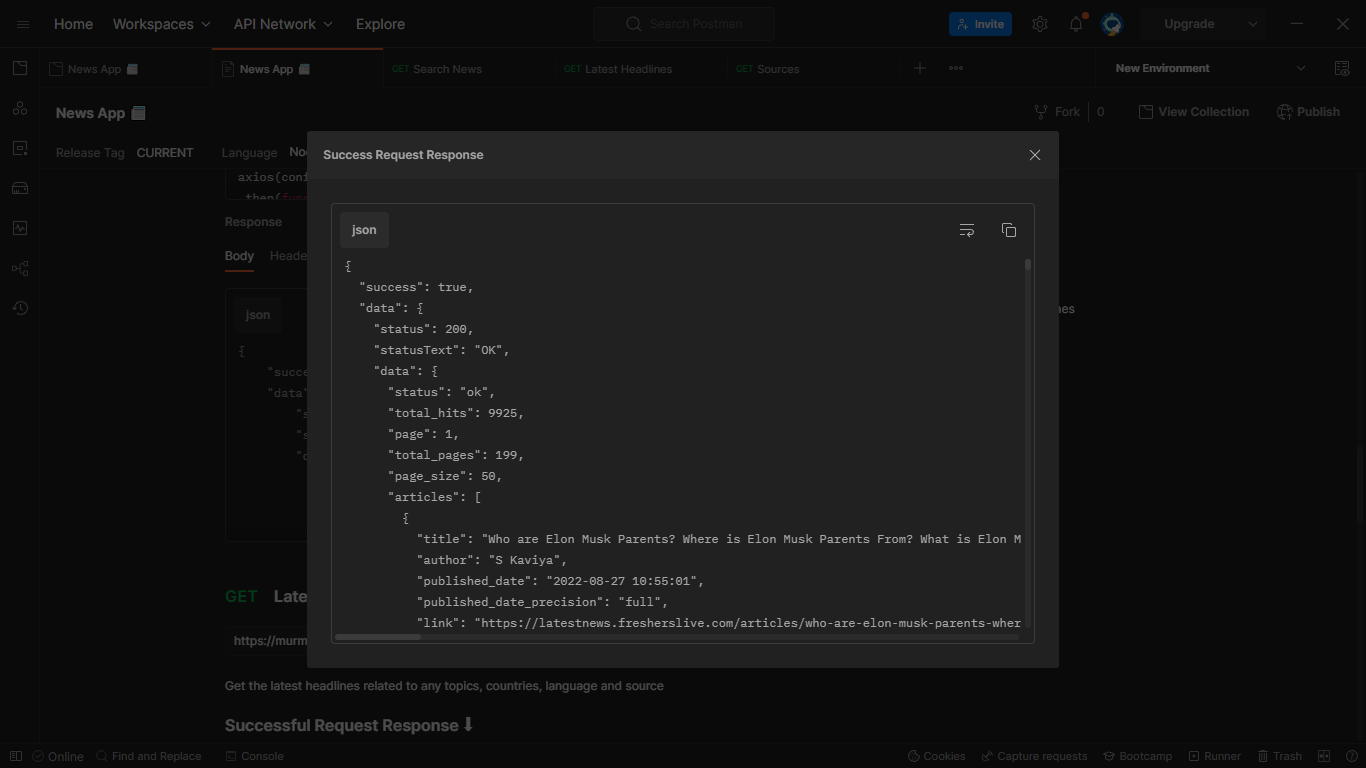 Home Workspaces API Network Explore Search Postman Invite Upgrade
News App News App GET Search News GET Latest Headlines GET Sources New Environment
News App Fork 0 View Collection Publish
Release Tag CURRENT Language
Success Request Response
axios(
.then(
Response
Body
json
{
"data"
json
{
"success": true,
"data": {
"status": 200,
"statusText": "OK",
"data": {
"status": "ok",
"total_hits": 9925,
"page": 1,
"total_pages": 199,
"page_size": 50,
"articles": [
{
"title": "Who are Elon Musk Parents? Where is Elon Musk Parents From? What is Elon M
"author": "S Kaviya",
"published_date": "2022-08-27 10:55:01",
"published_date_precision": "full",
"link": "https://latestnews.fresherslive.com/articles/who-are-elon-musk-parents-wher
GET
https://murm
Get the latest headlines related to any topics, countries, language and source
Successful Request Response
Online Find and Replace Console Cookies Capture requests Bootcamp Runner Trash